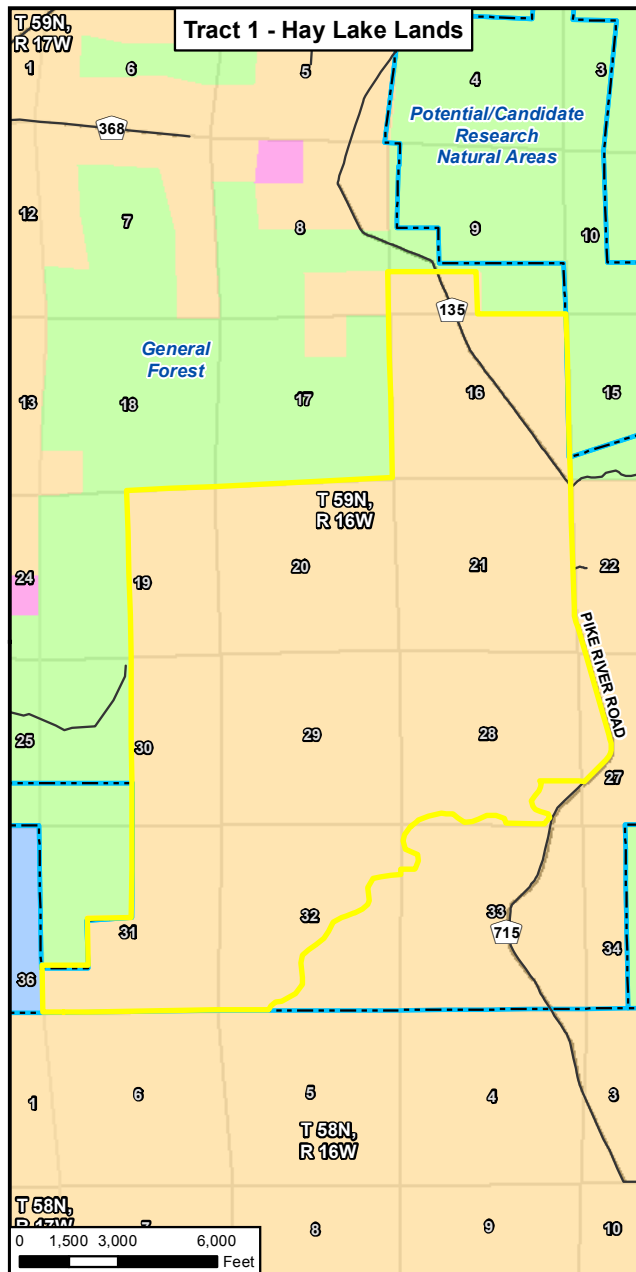 Tract 1 - Hay Lake Lands
T 59N,
R 17W
1
6
5
4
3
368
Potential/Candidate
Research
Natural Areas
12
7
8
9
10
135
General
Forest
13
18
17
16
15
T 59N,
R 16W
24
19
20
21
22
PIKE RIVER ROAD
25
30
29
28
27
36
31
32
33
715
34
1
6
5
4
3
T 58N,
R 16W
T 58N,
R 17W
7
8
9
10
0 1,500 3,000 6,000
Feet